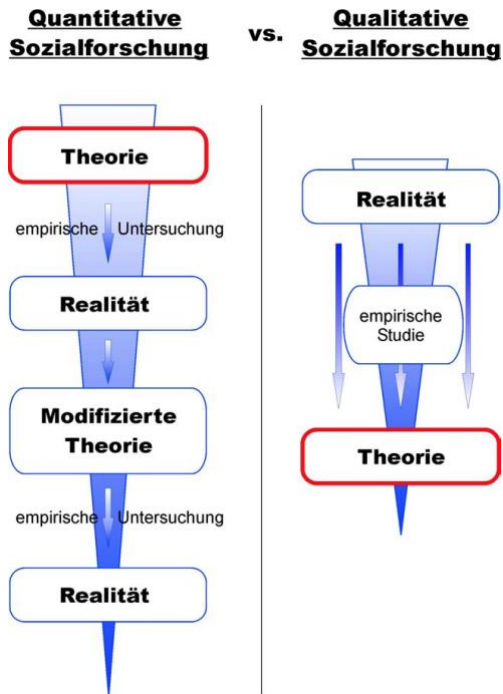 Quantitative
Sozialforschung
vs.
Qualitative
Sozialforschung
Theorie
empirische Untersuchung
Realität
Modifizierte
Theorie
empirische Untersuchung
Realität
Realität
empirische
Studie
Theorie